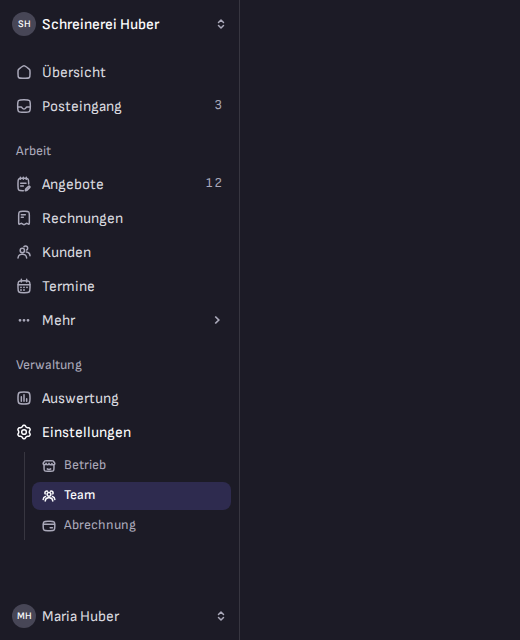 SH Schreinerei Huber
Übersicht
Posteingang 3
Arbeit
Angebote 12
Rechnungen
Kunden
Termine
Mehr
Verwaltung
Auswertung
Einstellungen
Betrieb
Team
Abrechnung
MH Maria Huber